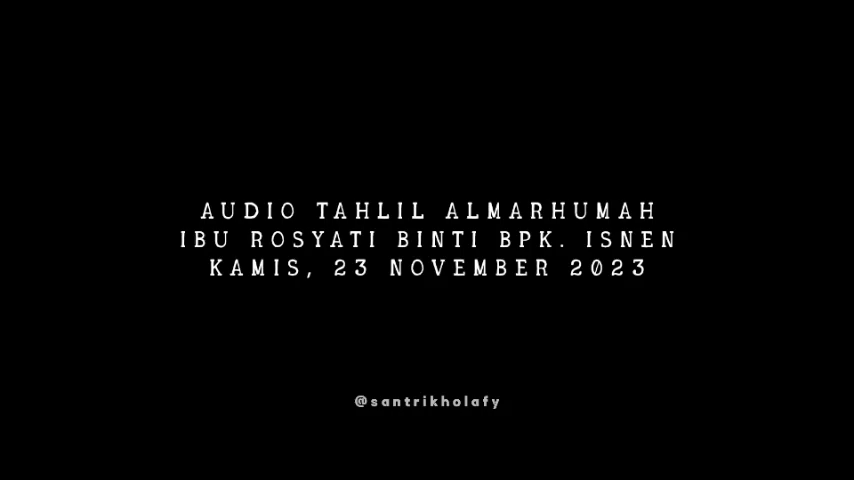 AUDIO TAHLIL ALMARHUMAH
IBU ROSYATI BINTI BPK. ISNEN
KAMIS, 23 NOVEMBER 2023
@santrikholafy